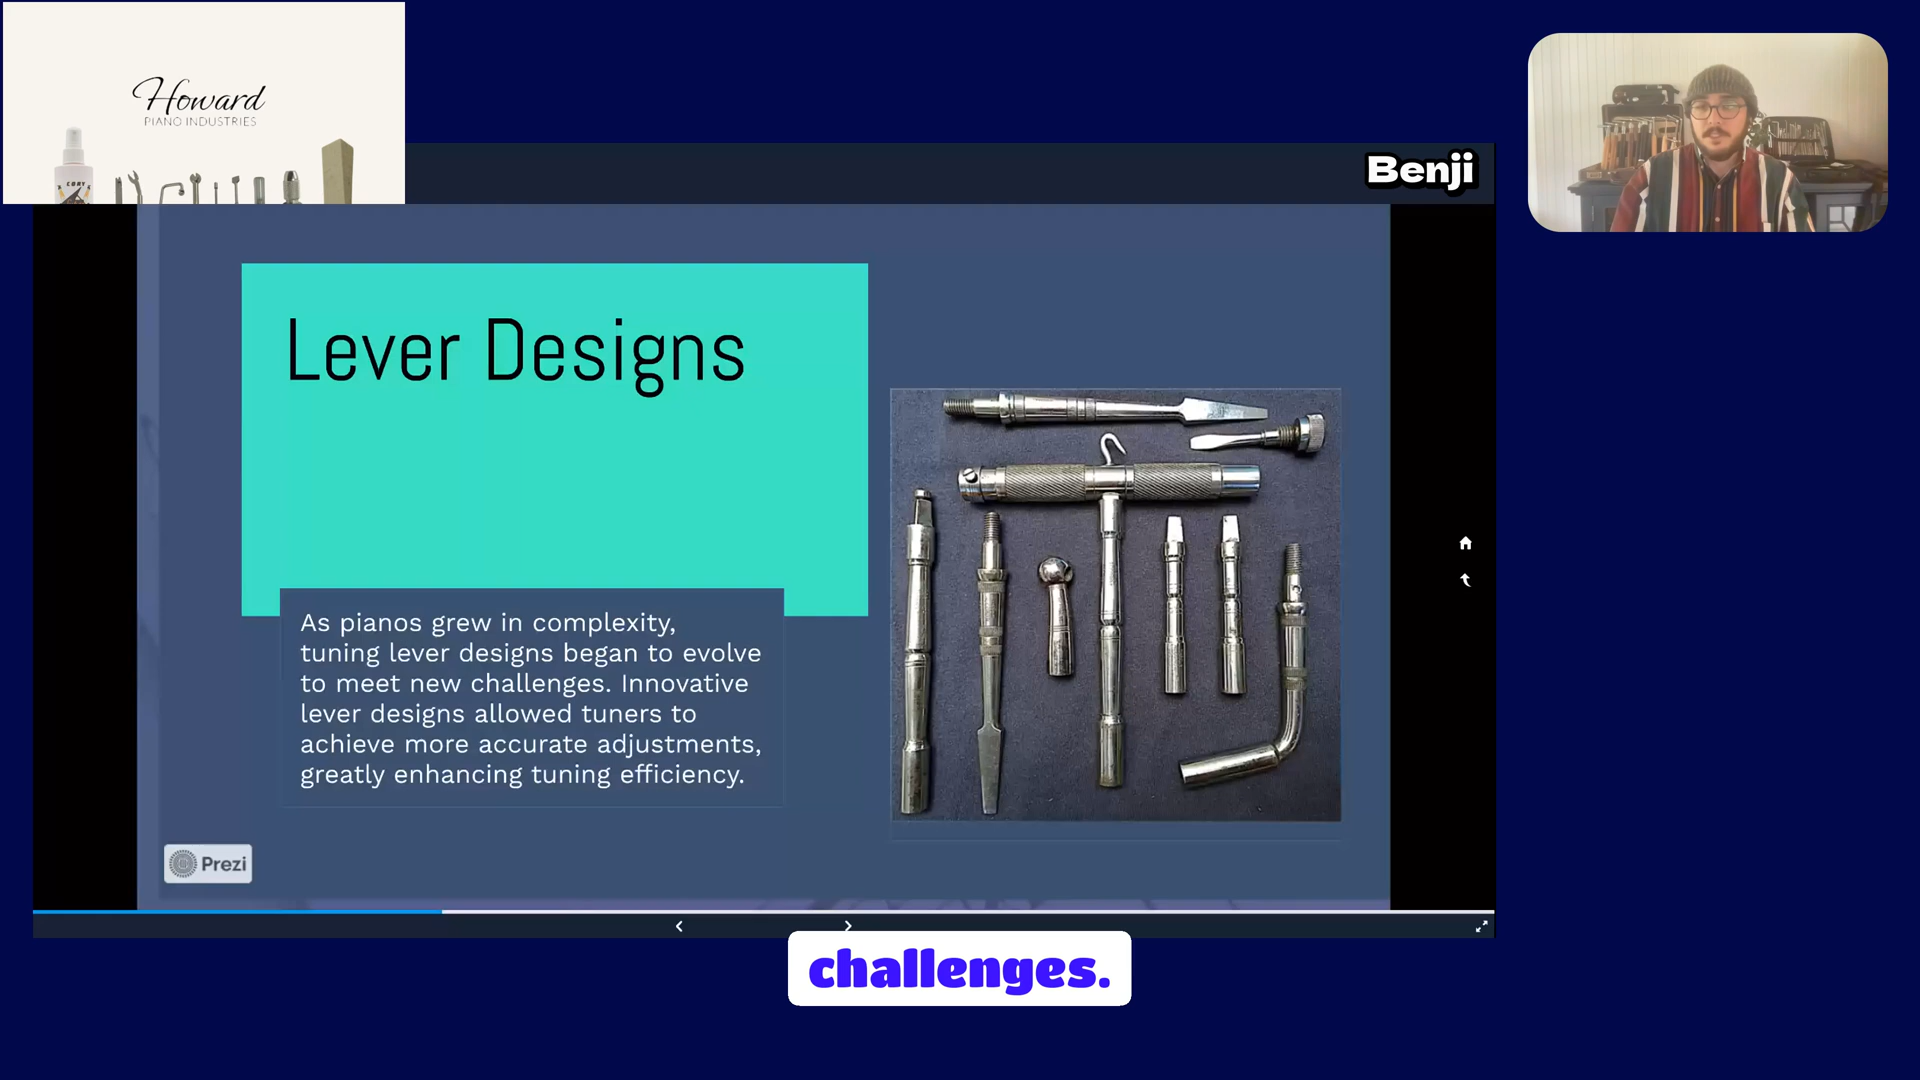 Howard
PIANO INDUSTRIES
CORY
Benji
Lever Designs
As pianos grew in complexity,
tuning lever designs began to evolve
to meet new challenges. Innovative
lever designs allowed tuners to
achieve more accurate adjustments,
greatly enhancing tuning efficiency.
Prezi
challenges.